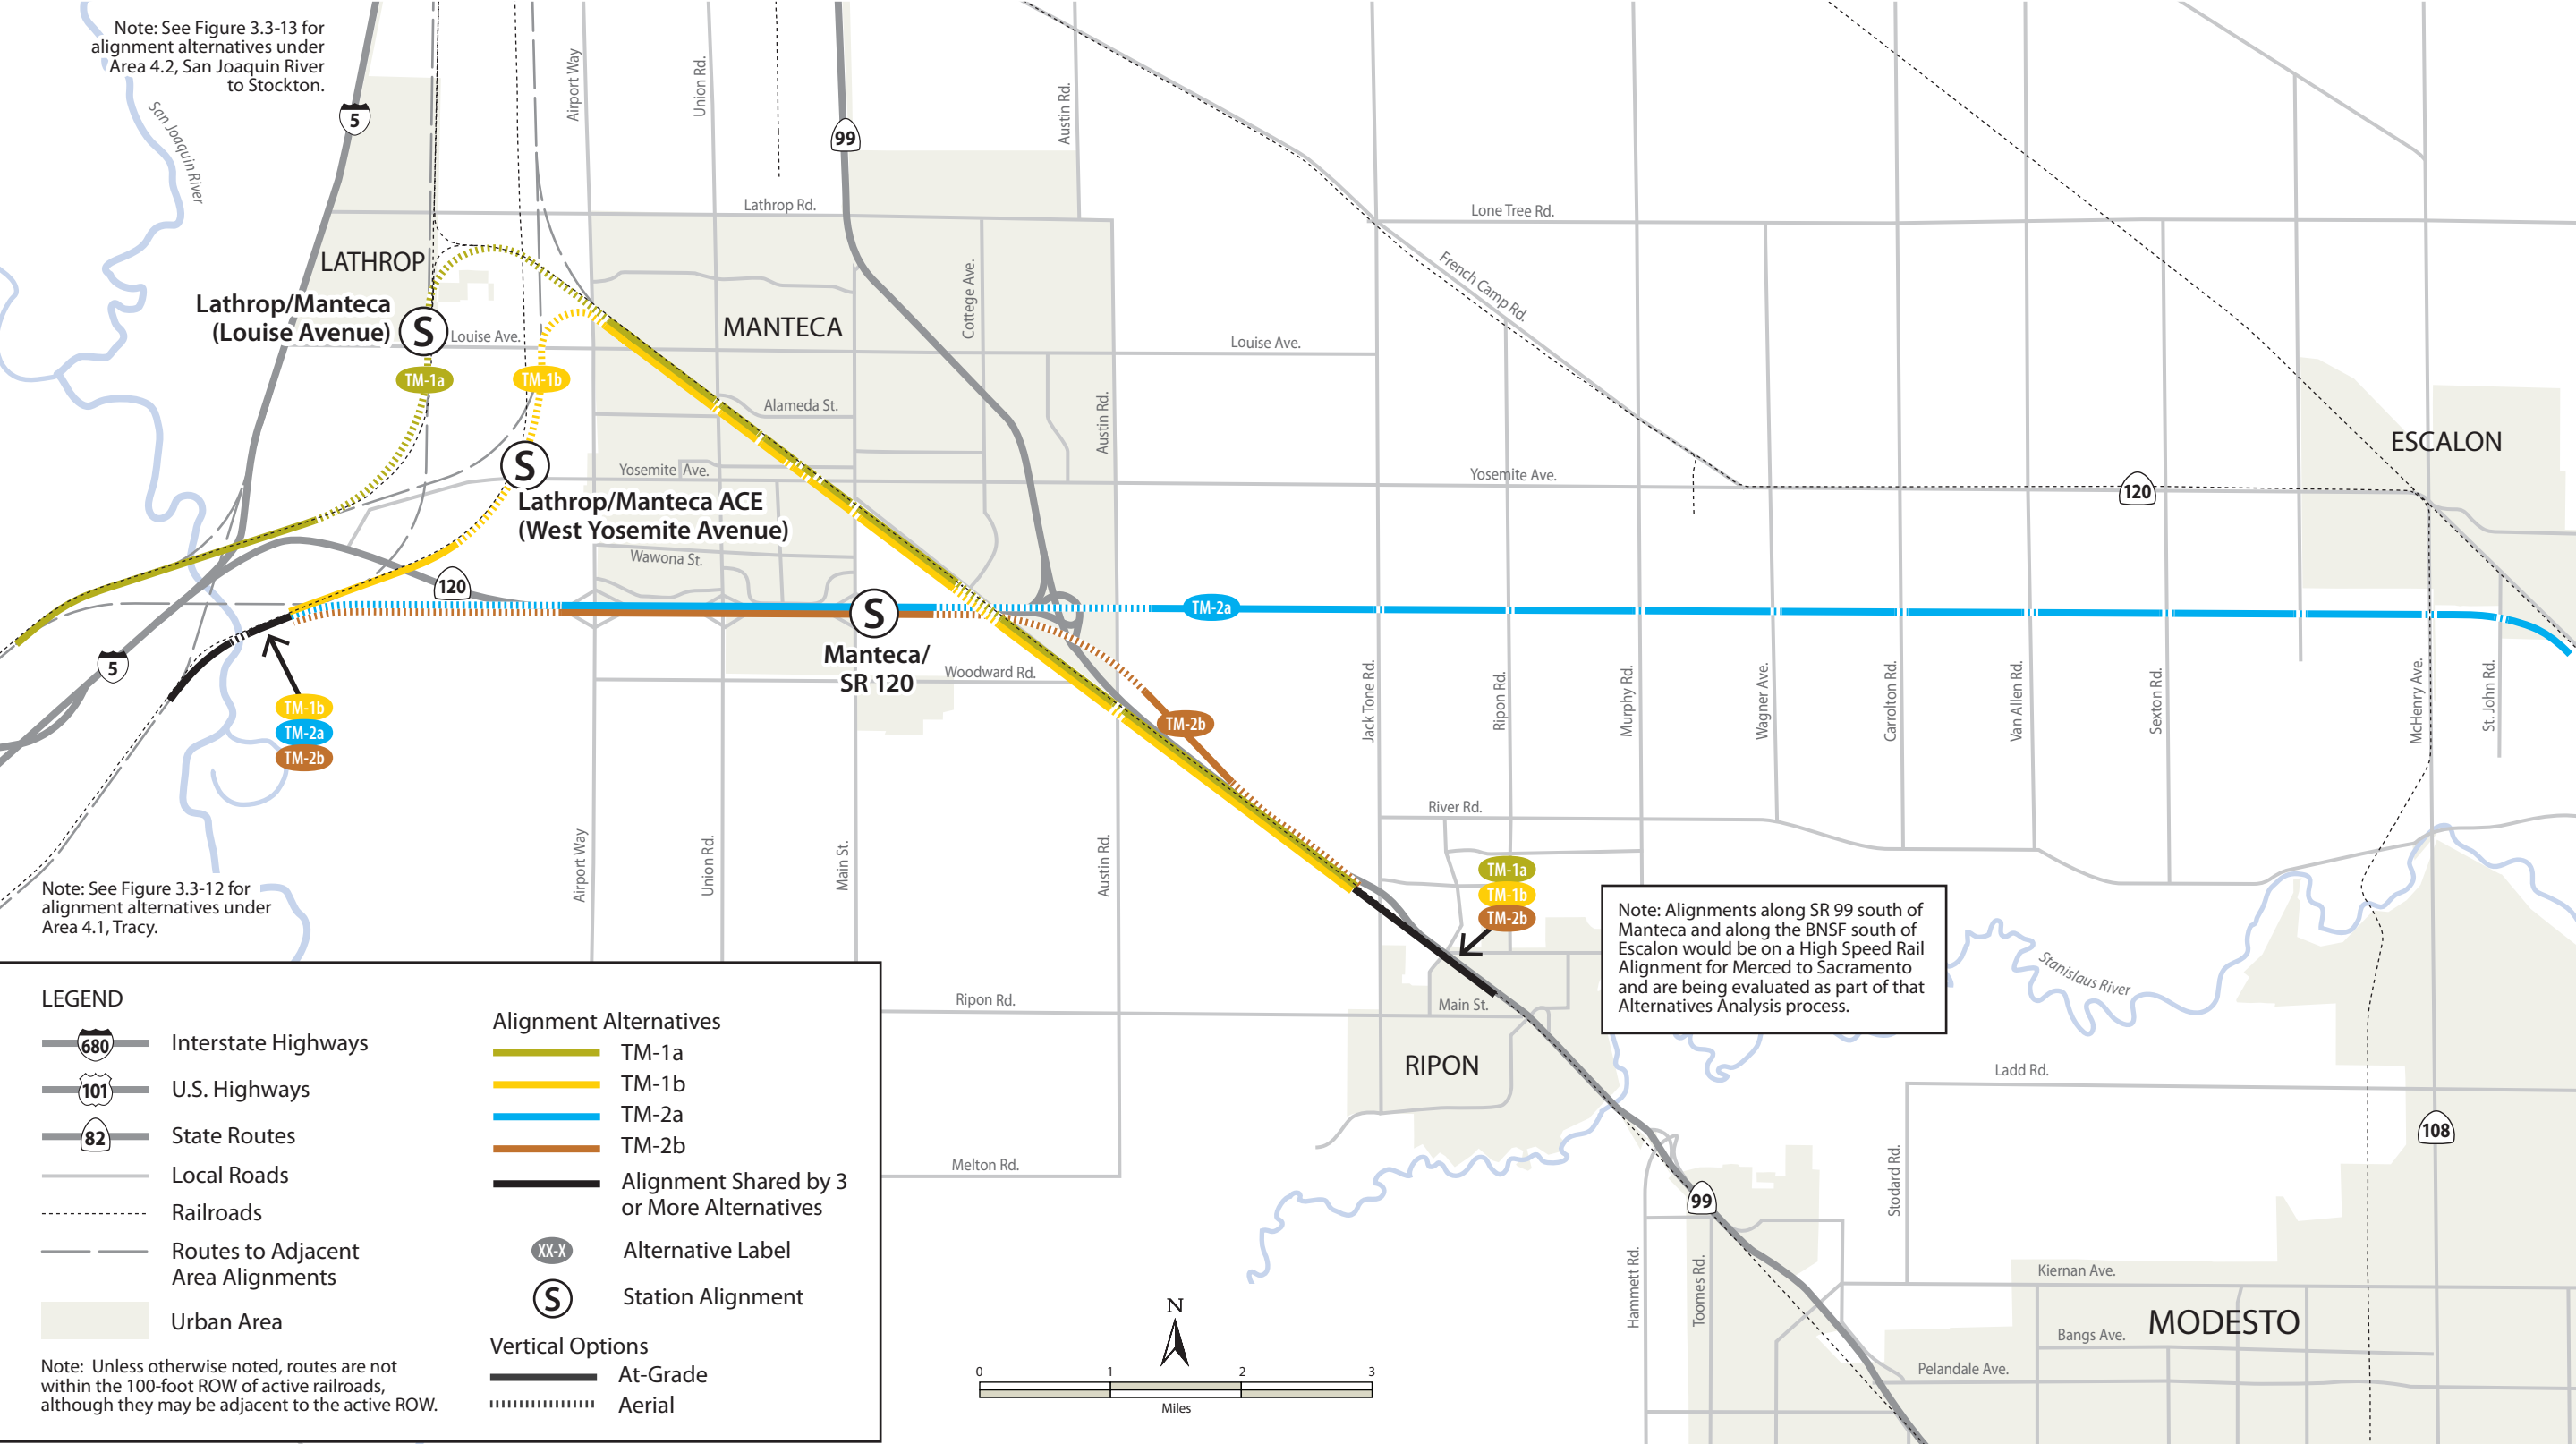 Note: See Figure 3.3-13 for
alignment alternatives under
Area 4.2, San Joaquin River
to Stockton.
San Joaquin River
5
Airport Way
Union Rd.
99
Austin Rd.
Lathrop Rd.
Lone Tree Rd.
LATHROP
French Camp Rd.
Cottege Ave.
Lathrop/Manteca
(Louise Avenue)
S
Louise Ave.
MANTECA
Louise Ave.
TM-1a
TM-1b
Alameda St.
Austin Rd.
ESCALON
S
Yosemite Ave.
Yosemite Ave.
120
Lathrop/Manteca ACE
(West Yosemite Avenue)
Wawona St.
120
S
TM-2a
Manteca/
SR 120
Woodward Rd.
5
TM-1b
TM-2a
TM-2b
TM-2b
Jack Tone Rd.
Ripon Rd.
Murphy Rd.
Wagner Ave.
Carrolton Rd.
Van Allen Rd.
Sexton Rd.
McHenry Ave.
St. John Rd.
River Rd.
Airport Way
Union Rd.
Main St.
Austin Rd.
TM-1a
TM-1b
TM-2b
Note: See Figure 3.3-12 for
alignment alternatives under
Area 4.1, Tracy.
Note: Alignments along SR 99 south of
Manteca and along the BNSF south of
Escalon would be on a High Speed Rail
Alignment for Merced to Sacramento
and are being evaluated as part of that
Alternatives Analysis process.
Stanislaus River
Ripon Rd.
Main St.
RIPON
Ladd Rd.
108
Melton Rd.
99
Stodard Rd.
Hammett Rd.
Toomes Rd.
Kiernan Ave.
MODESTO
Bangs Ave.
Pelandale Ave.
LEGEND
680
Interstate Highways
101
U.S. Highways
82
State Routes
Local Roads
Railroads
Routes to Adjacent
Area Alignments
Urban Area
Note: Unless otherwise noted, routes are not
within the 100-foot ROW of active railroads,
although they may be adjacent to the active ROW.
Alignment Alternatives
TM-1a
TM-1b
TM-2a
TM-2b
Alignment Shared by 3
or More Alternatives
XX-X
Alternative Label
S
Station Alignment
Vertical Options
At-Grade
Aerial
N
0 1 2 3
Miles